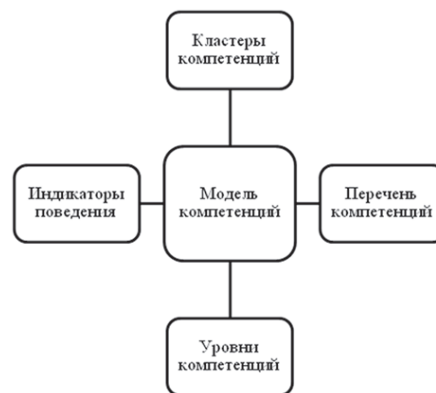 Кластеры
компетенций
Индикаторы
поведения
Модель
компетенций
Перечень
компетенций
Уровни
компетенций